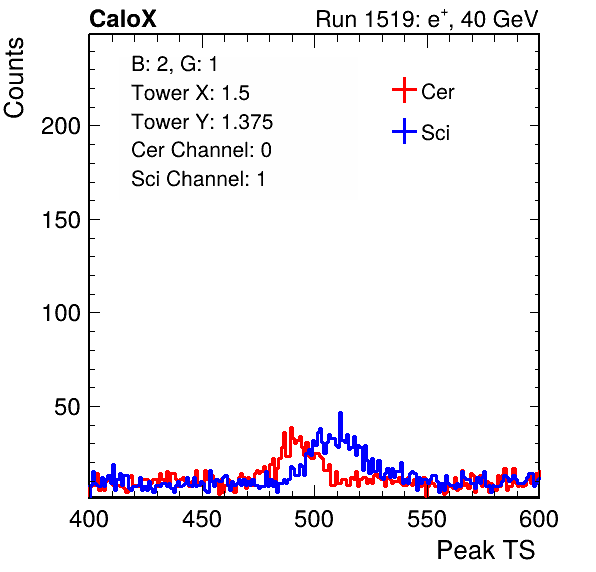 CaloX Run 1519: e⁺, 40 GeV
Counts
B: 2, G: 1
Tower X: 1.5
Tower Y: 1.375
Cer Channel: 0
Sci Channel: 1
Cer
Sci
200
150
100
50
400 450 500 550 600
Peak TS